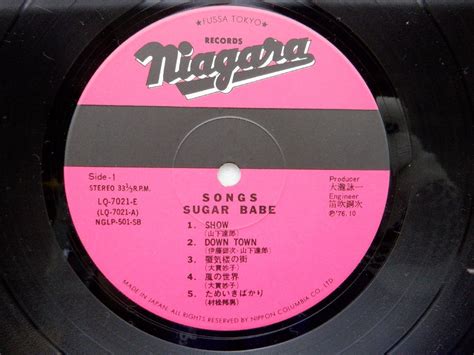 ★FUSSA TOKYO★
RECORDS
Niagara
Side-1
STEREO 33⅓R.P.M.
LQ-7021-E
(LQ-7021-A)
NGLP-501-SB
Producer
大瀧詠一
Engineer
笛吹銅次
℗'76.10
SONGS
SUGAR BABE
1. SHOW
(山下達郎)
2. DOWN TOWN
(伊藤銀次-山下達郎)
3. 蜃気楼の街
(大貫妙子)
4. 風の世界
(大貫妙子)
5. ためいきばかり
(村松邦男)
MADE IN JAPAN. ALL RIGHTS RESERVED BY NIPPON COLUMBIA CO. LTD.